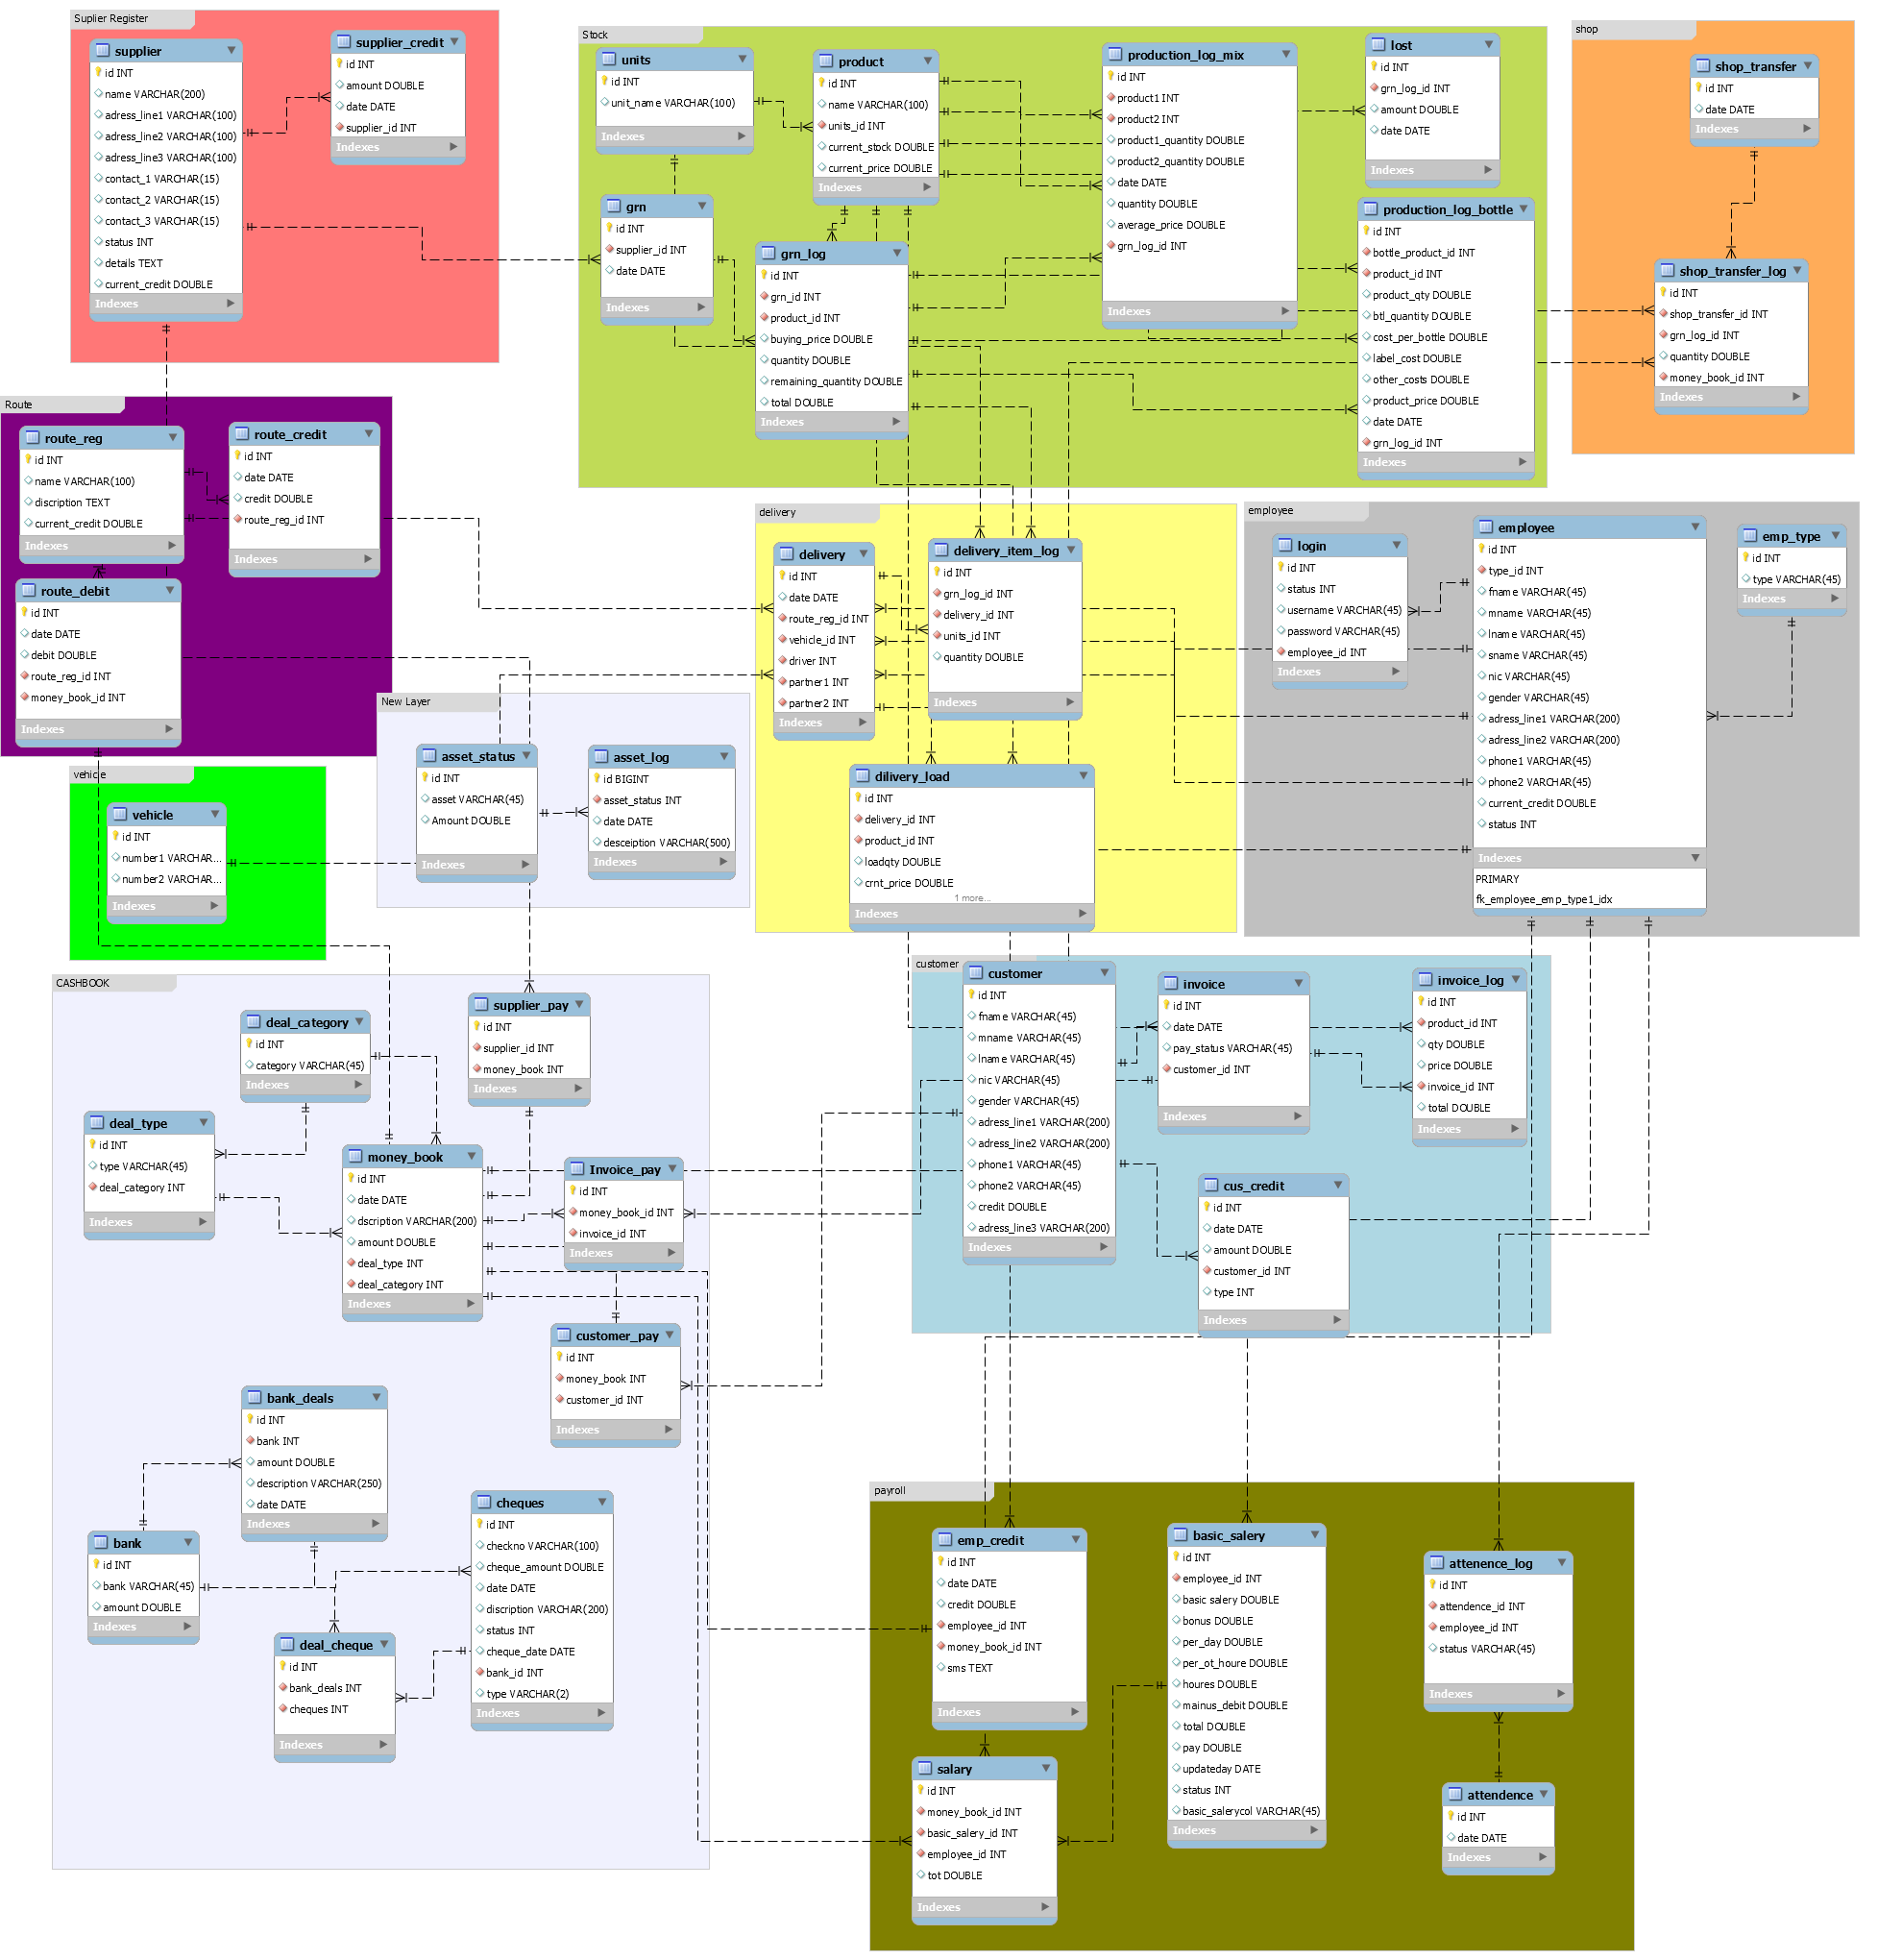 Suplier Register
supplier
id INT
name VARCHAR(200)
adress_line1 VARCHAR(100)
adress_line2 VARCHAR(100)
adress_line3 VARCHAR(100)
contact_1 VARCHAR(15)
contact_2 VARCHAR(15)
contact_3 VARCHAR(15)
status INT
details TEXT
current_credit DOUBLE
Indexes
supplier_credit
id INT
amount DOUBLE
date DATE
supplier_id INT
Indexes
Stock
units
id INT
unit_name VARCHAR(100)
Indexes
product
id INT
name VARCHAR(100)
units_id INT
current_stock DOUBLE
current_price DOUBLE
Indexes
production_log_mix
id INT
product1 INT
product2 INT
product1_quantity DOUBLE
product2_quantity DOUBLE
date DATE
quantity DOUBLE
average_price DOUBLE
grn_log_id INT
Indexes
lost
id INT
grn_log_id INT
amount DOUBLE
date DATE
Indexes
grn
id INT
supplier_id INT
date DATE
Indexes
grn_log
id INT
grn_id INT
product_id INT
buying_price DOUBLE
quantity DOUBLE
remaining_quantity DOUBLE
total DOUBLE
Indexes
production_log_bottle
id INT
bottle_product_id INT
product_id INT
product_qty DOUBLE
btl_quantity DOUBLE
cost_per_bottle DOUBLE
label_cost DOUBLE
other_costs DOUBLE
product_price DOUBLE
date DATE
grn_log_id INT
Indexes
shop
shop_transfer
id INT
date DATE
Indexes
shop_transfer_log
id INT
shop_transfer_id INT
grn_log_id INT
quantity DOUBLE
money_book_id INT
Indexes
Route
route_reg
id INT
name VARCHAR(100)
discription TEXT
current_credit DOUBLE
Indexes
route_credit
id INT
date DATE
credit DOUBLE
route_reg_id INT
Indexes
route_debit
id INT
date DATE
debit DOUBLE
route_reg_id INT
money_book_id INT
Indexes
delivery
delivery
id INT
date DATE
route_reg_id INT
vehicle_id INT
driver INT
partner1 INT
partner2 INT
Indexes
delivery_item_log
id INT
grn_log_id INT
delivery_id INT
units_id INT
quantity DOUBLE
Indexes
dilivery_load
id INT
delivery_id INT
product_id INT
loadqty DOUBLE
crnt_price DOUBLE
1 more...
Indexes
employee
login
id INT
status INT
username VARCHAR(45)
password VARCHAR(45)
employee_id INT
Indexes
employee
id INT
type_id INT
fname VARCHAR(45)
mname VARCHAR(45)
lname VARCHAR(45)
sname VARCHAR(45)
nic VARCHAR(45)
gender VARCHAR(45)
adress_line1 VARCHAR(200)
adress_line2 VARCHAR(200)
phone1 VARCHAR(45)
phone2 VARCHAR(45)
current_credit DOUBLE
status INT
Indexes
PRIMARY
fk_employee_emp_type1_idx
emp_type
id INT
type VARCHAR(45)
Indexes
New Layer
asset_status
id INT
asset VARCHAR(45)
Amount DOUBLE
Indexes
asset_log
id BIGINT
asset_status INT
date DATE
desceiption VARCHAR(500)
Indexes
vehicle
vehicle
id INT
number1 VARCHAR...
number2 VARCHAR...
Indexes
CASHBOOK
deal_category
id INT
category VARCHAR(45)
Indexes
supplier_pay
id INT
supplier_id INT
money_book INT
Indexes
deal_type
id INT
type VARCHAR(45)
deal_category INT
Indexes
money_book
id INT
date DATE
dscription VARCHAR(200)
amount DOUBLE
deal_type INT
deal_category INT
Indexes
Invoice_pay
id INT
money_book_id INT
invoice_id INT
Indexes
customer_pay
id INT
money_book INT
customer_id INT
Indexes
bank_deals
id INT
bank INT
amount DOUBLE
description VARCHAR(250)
date DATE
Indexes
bank
id INT
bank VARCHAR(45)
amount DOUBLE
Indexes
cheques
id INT
checkno VARCHAR(100)
cheque_amount DOUBLE
date DATE
discription VARCHAR(200)
status INT
cheque_date DATE
bank_id INT
type VARCHAR(2)
Indexes
deal_cheque
id INT
bank_deals INT
cheques INT
Indexes
customer
customer
id INT
fname VARCHAR(45)
mname VARCHAR(45)
lname VARCHAR(45)
nic VARCHAR(45)
gender VARCHAR(45)
adress_line1 VARCHAR(200)
adress_line2 VARCHAR(200)
phone1 VARCHAR(45)
phone2 VARCHAR(45)
credit DOUBLE
adress_line3 VARCHAR(200)
Indexes
invoice
id INT
date DATE
pay_status VARCHAR(45)
customer_id INT
Indexes
invoice_log
id INT
product_id INT
qty DOUBLE
price DOUBLE
invoice_id INT
total DOUBLE
Indexes
cus_credit
id INT
date DATE
amount DOUBLE
customer_id INT
type INT
Indexes
payroll
emp_credit
id INT
date DATE
credit DOUBLE
employee_id INT
money_book_id INT
sms TEXT
Indexes
basic_salery
id INT
employee_id INT
basic salery DOUBLE
bonus DOUBLE
per_day DOUBLE
per_ot_houre DOUBLE
houres DOUBLE
mainus_debit DOUBLE
total DOUBLE
pay DOUBLE
updateday DATE
status INT
basic_salerycol VARCHAR(45)
Indexes
attenence_log
id INT
attendence_id INT
employee_id INT
status VARCHAR(45)
Indexes
salary
id INT
money_book_id INT
basic_salery_id INT
employee_id INT
tot DOUBLE
Indexes
attendence
id INT
date DATE
Indexes